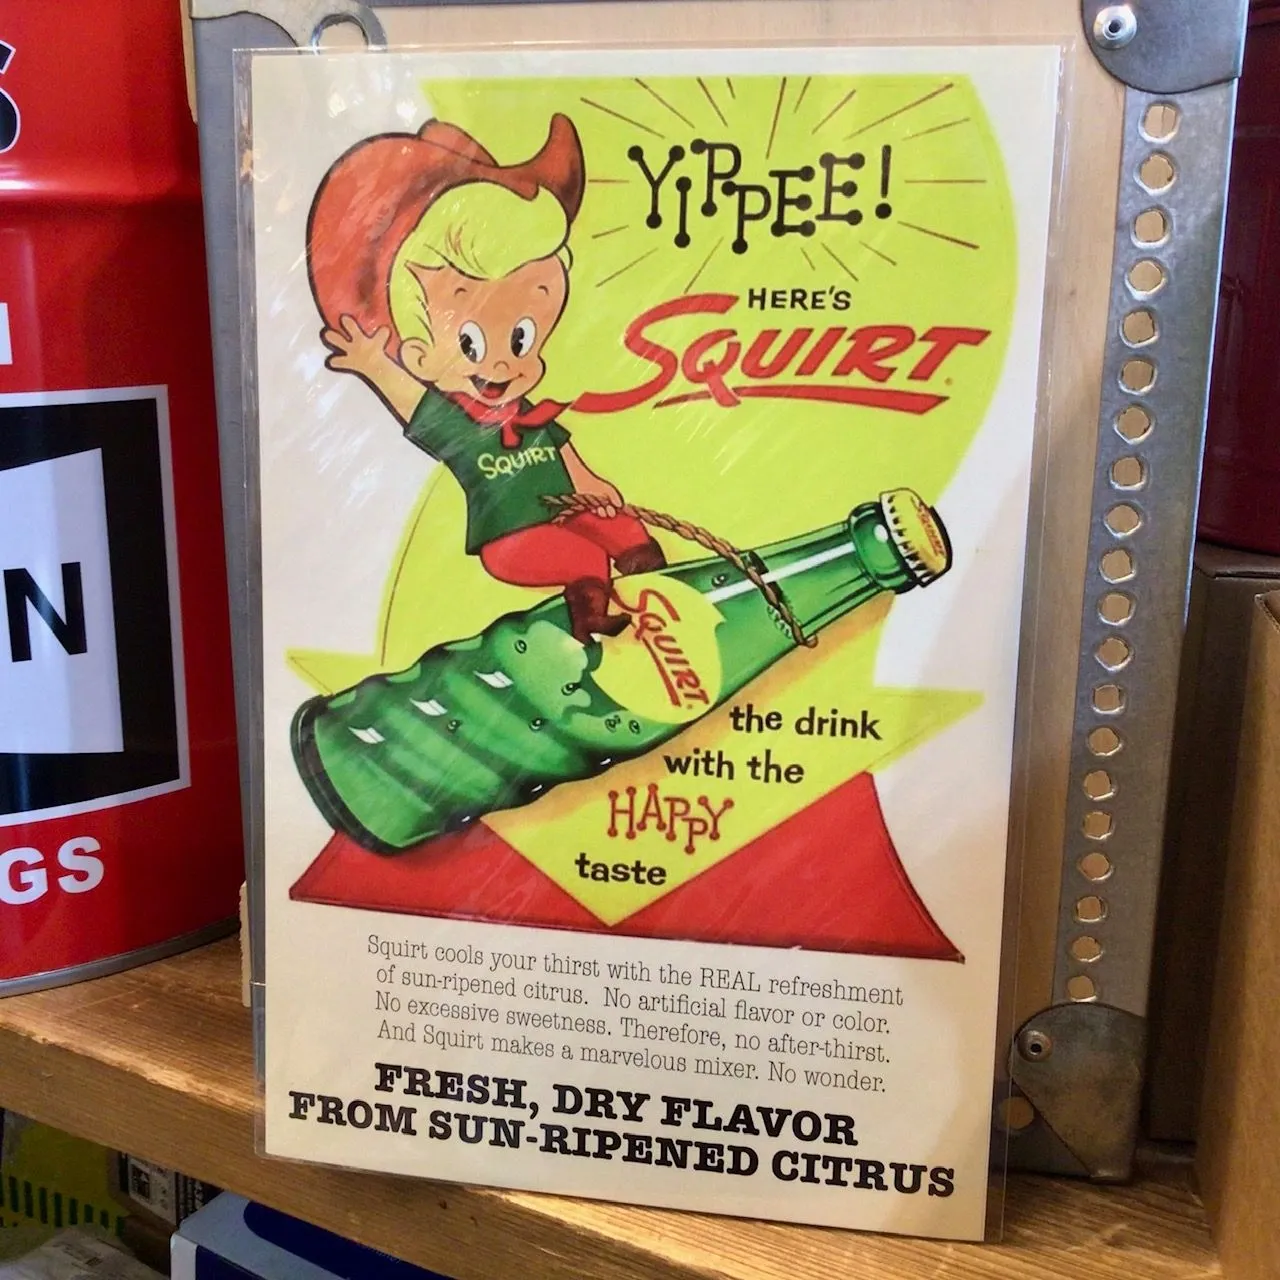 YiPPEE!
HERE'S
SQUIRT
SQUIRT
SQUIRT
SQUIRT
the drink
with the
HAPPY
taste
Squirt cools your thirst with the REAL refreshment
of sun-ripened citrus. No artificial flavor or color.
No excessive sweetness. Therefore, no after-thirst.
And Squirt makes a marvelous mixer. No wonder.
FRESH, DRY FLAVOR
FROM SUN-RIPENED CITRUS
N
GS